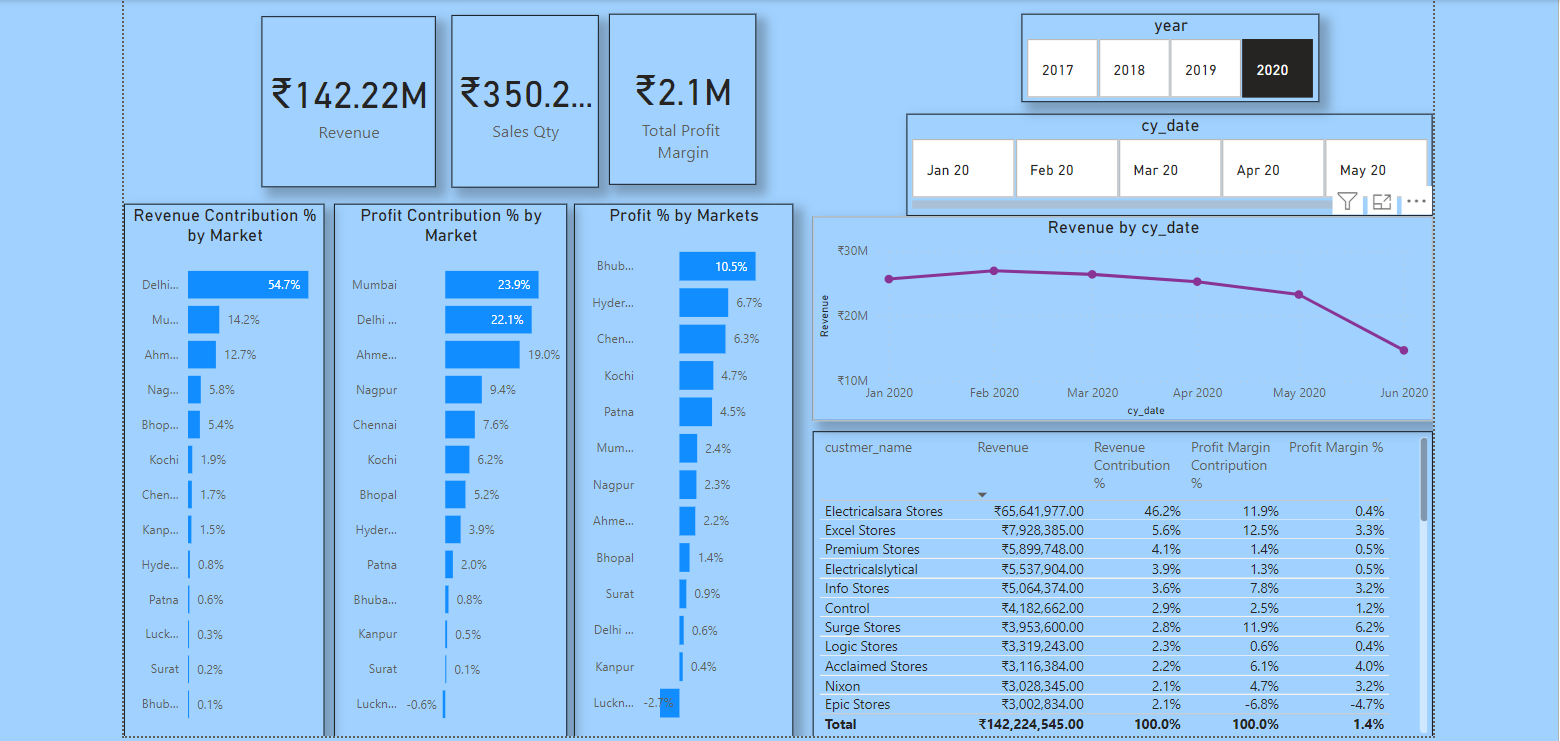 ₹142.22M
Revenue
₹350.2...
Sales Qty
₹2.1M
Total Profit
Margin
year
2017 2018 2019 2020
cy_date
Jan 20 Feb 20 Mar 20 Apr 20 May 20
Revenue Contribution %
by Market
Delhi... 54.7%
Mu... 14.2%
Ahm... 12.7%
Nag... 5.8%
Bhop... 5.4%
Kochi 1.9%
Chen... 1.7%
Kanp... 1.5%
Hyde... 0.8%
Patna 0.6%
Luck... 0.3%
Surat 0.2%
Bhub... 0.1%
Profit Contribution % by
Market
Mumbai 23.9%
Delhi ... 22.1%
Ahme... 19.0%
Nagpur 9.4%
Chennai 7.6%
Kochi 6.2%
Bhopal 5.2%
Hyder... 3.9%
Patna 2.0%
Bhuba... 0.8%
Kanpur 0.5%
Surat 0.1%
Luckn... -0.6%
Profit % by Markets
Bhub... 10.5%
Hyder... 6.7%
Chen... 6.3%
Kochi 4.7%
Patna 4.5%
Mum... 2.4%
Nagpur 2.3%
Ahme... 2.2%
Bhopal 1.4%
Surat 0.9%
Delhi ... 0.6%
Kanpur 0.4%
Luckn... -2.7%
Revenue by cy_date
Revenue
₹30M
₹20M
₹10M
Jan 2020 Feb 2020 Mar 2020 Apr 2020 May 2020 Jun 2020
cy_date
custmer_name Revenue Revenue Profit Margin Profit Margin %
Contribution Contripution
% %
Electricalsara Stores ₹65,641,977.00 46.2% 11.9% 0.4%
Excel Stores ₹7,928,385.00 5.6% 12.5% 3.3%
Premium Stores ₹5,899,748.00 4.1% 1.4% 0.5%
Electricalslytical ₹5,537,904.00 3.9% 1.3% 0.5%
Info Stores ₹5,064,374.00 3.6% 7.8% 3.2%
Control ₹4,182,662.00 2.9% 2.5% 1.2%
Surge Stores ₹3,953,600.00 2.8% 11.9% 6.2%
Logic Stores ₹3,319,243.00 2.3% 0.6% 0.4%
Acclaimed Stores ₹3,116,384.00 2.2% 6.1% 4.0%
Nixon ₹3,028,345.00 2.1% 4.7% 3.2%
Epic Stores ₹3,002,834.00 2.1% -6.8% -4.7%
Total ₹142,224,545.00 100.0% 100.0% 1.4%